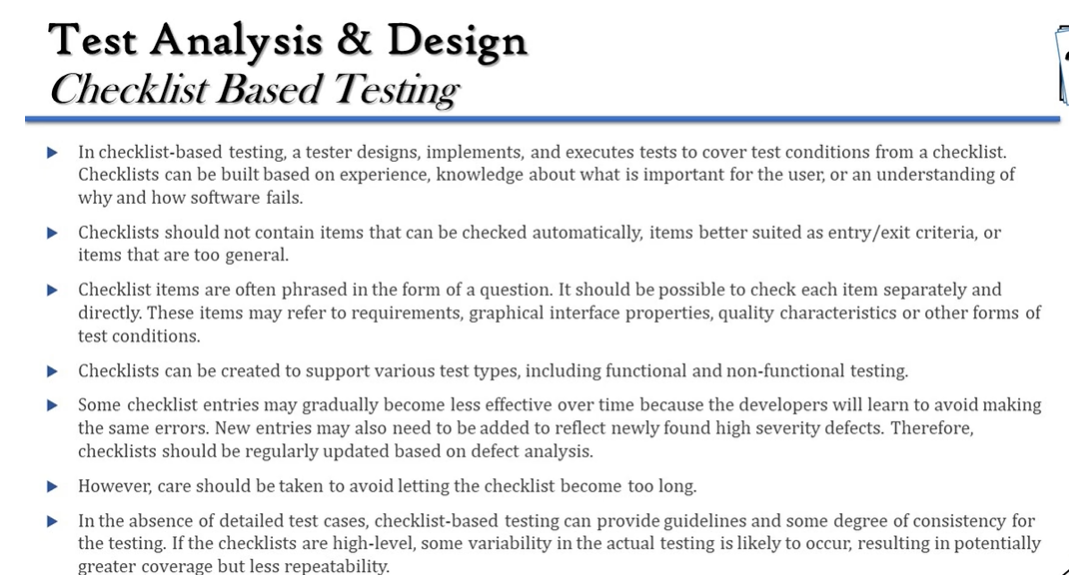 Test Analysis & Design
Checklist Based Testing
In checklist-based testing, a tester designs, implements, and executes tests to cover test conditions from a checklist.
Checklists can be built based on experience, knowledge about what is important for the user, or an understanding of
why and how software fails.
Checklists should not contain items that can be checked automatically, items better suited as entry/exit criteria, or
items that are too general.
Checklist items are often phrased in the form of a question. It should be possible to check each item separately and
directly. These items may refer to requirements, graphical interface properties, quality characteristics or other forms of
test conditions.
Checklists can be created to support various test types, including functional and non-functional testing.
Some checklist entries may gradually become less effective over time because the developers will learn to avoid making
the same errors. New entries may also need to be added to reflect newly found high severity defects. Therefore,
checklists should be regularly updated based on defect analysis.
However, care should be taken to avoid letting the checklist become too long.
In the absence of detailed test cases, checklist-based testing can provide guidelines and some degree of consistency for
the testing. If the checklists are high-level, some variability in the actual testing is likely to occur, resulting in potentially
greater coverage but less repeatability.